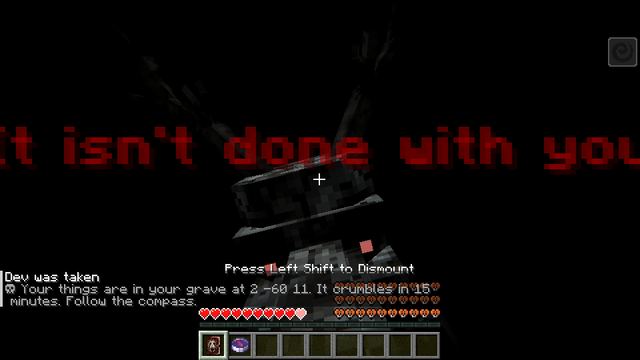 It isn't done with you
Press Left Shift to Dismount
Dev was taken
☠ Your things are in your grave at 2 -60 11. It crumbles in 15
minutes. Follow the compass.